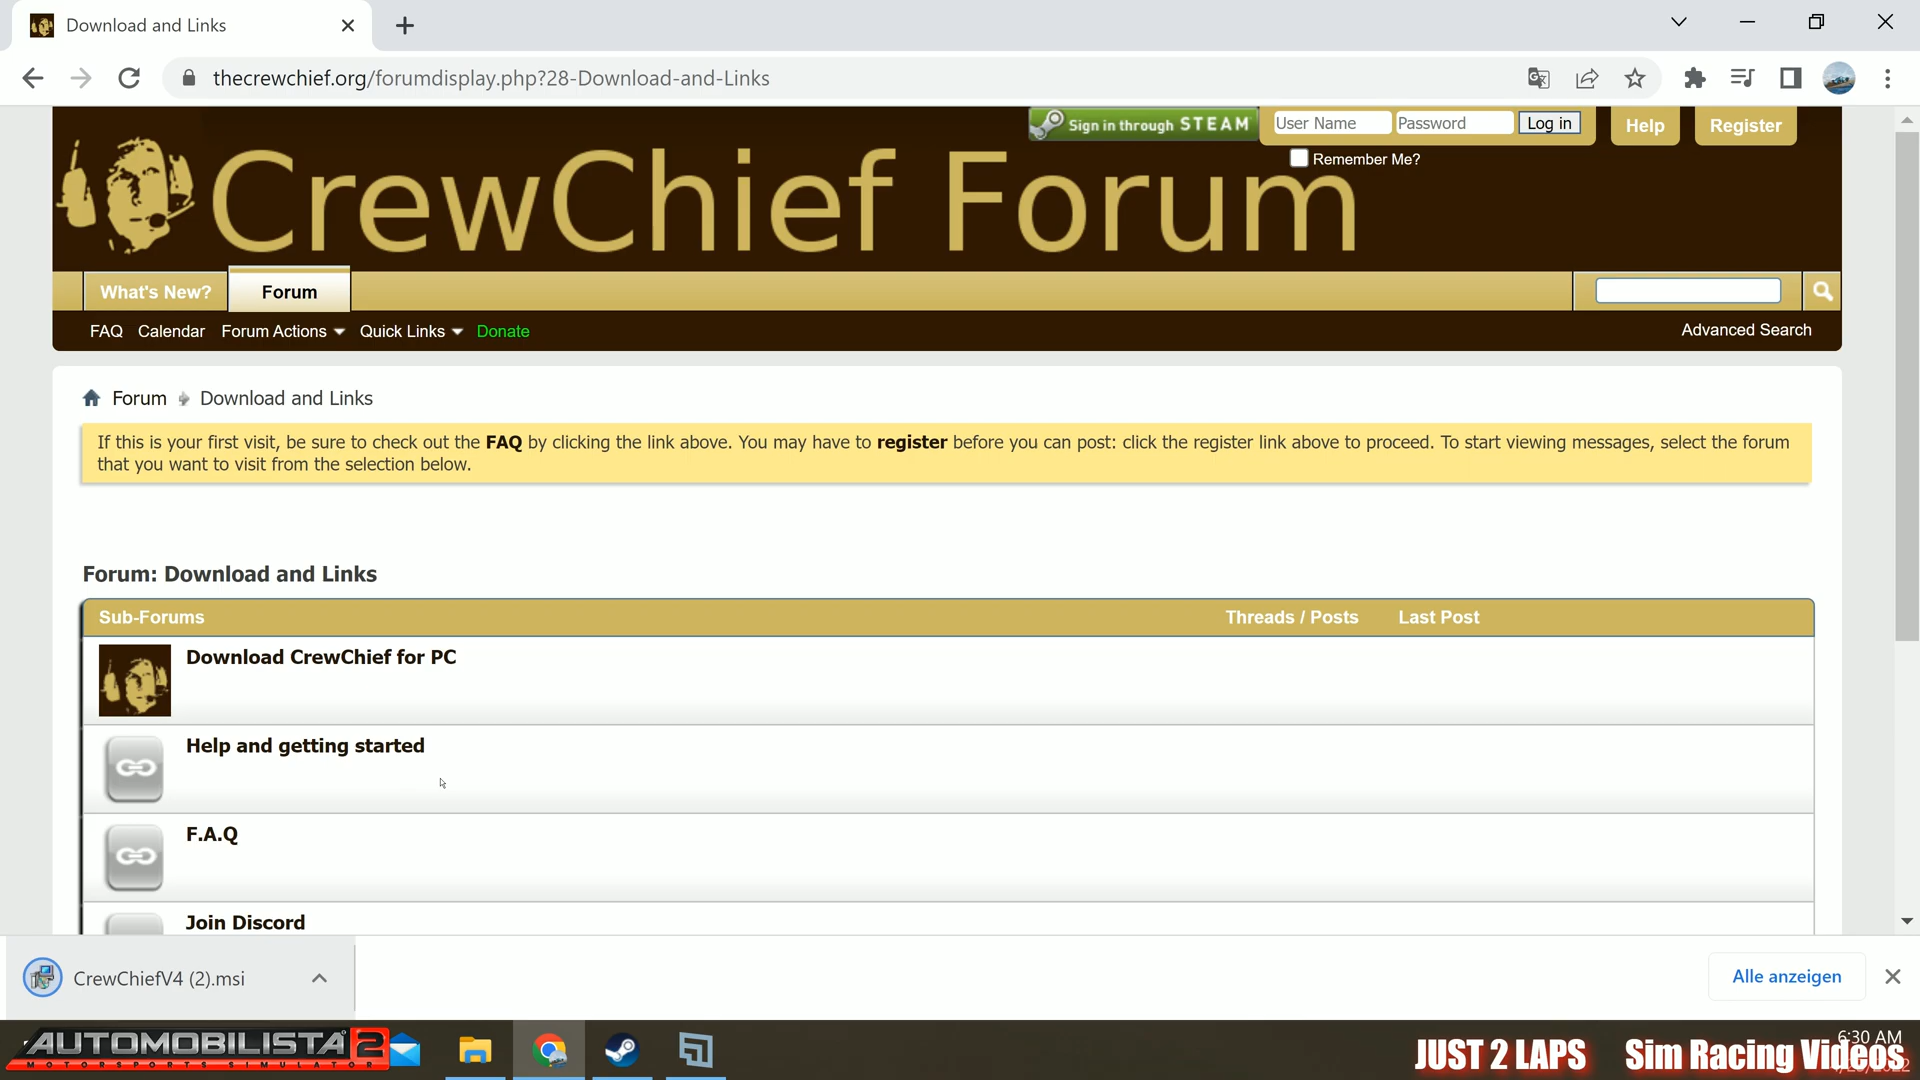 Download and Links
thecrewchief.org/forumdisplay.php?28-Download-and-Links
Sign in through STEAM
User Name
Password
Log in
Help
Register
Remember Me?
CrewChief Forum
What's New?
Forum
FAQ
Calendar
Forum Actions
Quick Links
Donate
Advanced Search
Forum
Download and Links
If this is your first visit, be sure to check out the FAQ by clicking the link above. You may have to register before you can post: click the register link above to proceed. To start viewing messages, select the forum
that you want to visit from the selection below.
Forum: Download and Links
Sub-Forums
Threads / Posts
Last Post
Download CrewChief for PC
Help and getting started
F.A.Q
Join Discord
CrewChiefV4 (2).msi
Alle anzeigen
AUTOMOBILISTA 2
MOTORSPORTS SIMULATOR
6:30 AM
JUST 2 LAPS
Sim Racing Videos